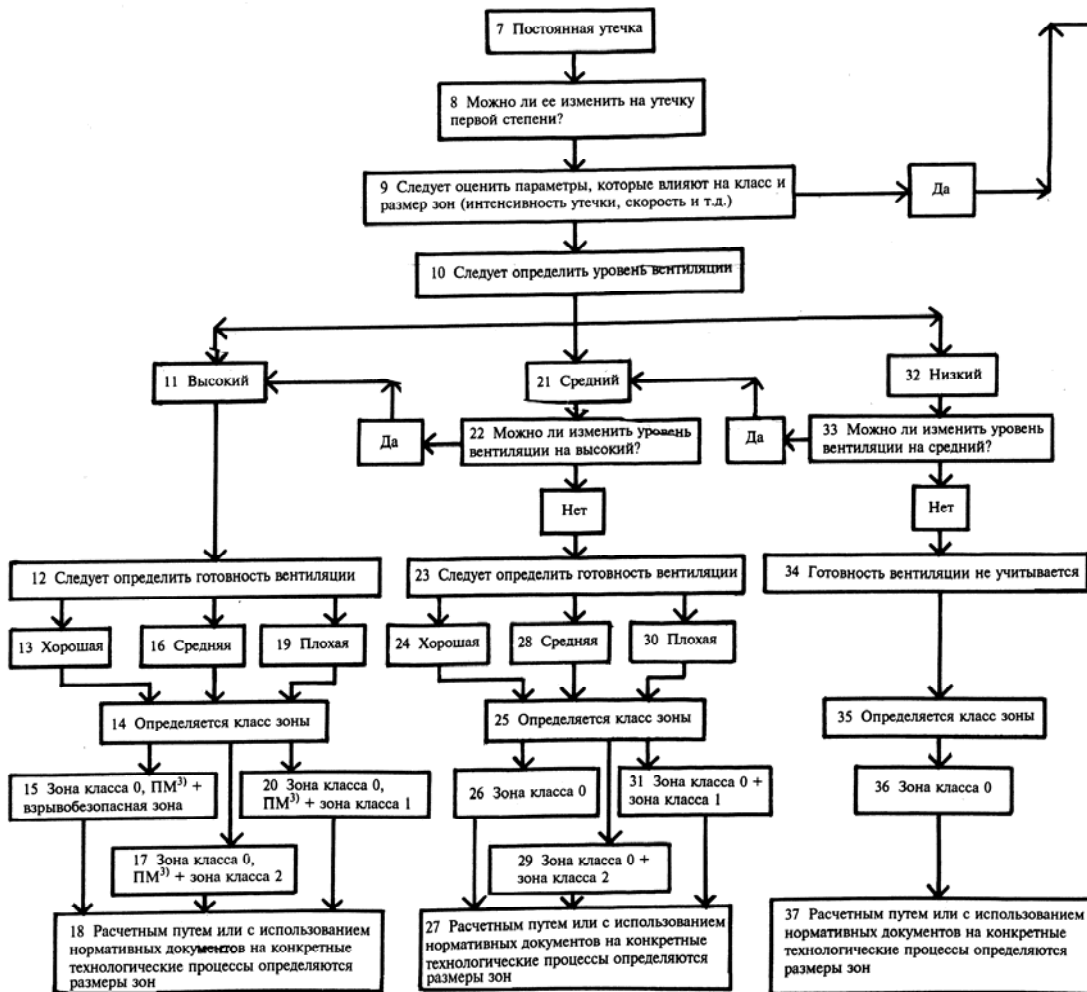 7 Постоянная утечка
8 Можно ли ее изменить на утечку
первой степени?
9 Следует оценить параметры, которые влияют на класс и
размер зон (интенсивность утечки, скорость и т.д.)
Да
10 Следует определить уровень вентиляции
11 Высокий
21 Средний
32 Низкий
Да
22 Можно ли изменить уровень
вентиляции на высокий?
Да
33 Можно ли изменить уровень
вентиляции на средний?
Нет
Нет
12 Следует определить готовность вентиляции
23 Следует определить готовность вентиляции
34 Готовность вентиляции не учитывается
13 Хорошая
16 Средняя
19 Плохая
24 Хорошая
28 Средняя
30 Плохая
14 Определяется класс зоны
25 Определяется класс зоны
35 Определяется класс зоны
15 Зона класса 0, ПМ³⁾ +
взрывобезопасная зона
20 Зона класса 0,
ПМ³⁾ + зона класса 1
26 Зона класса 0
31 Зона класса 0 +
зона класса 1
36 Зона класса 0
17 Зона класса 0,
ПМ³⁾ + зона класса 2
29 Зона класса 0 +
зона класса 2
18 Расчетным путем или с использованием
нормативных документов на конкретные
технологические процессы определяются
размеры зон
27 Расчетным путем или с использованием
нормативных документов на конкретные
технологические процессы определяются
размеры зон
37 Расчетным путем или с использованием
нормативных документов на конкретные
технологические процессы определяются
размеры зон